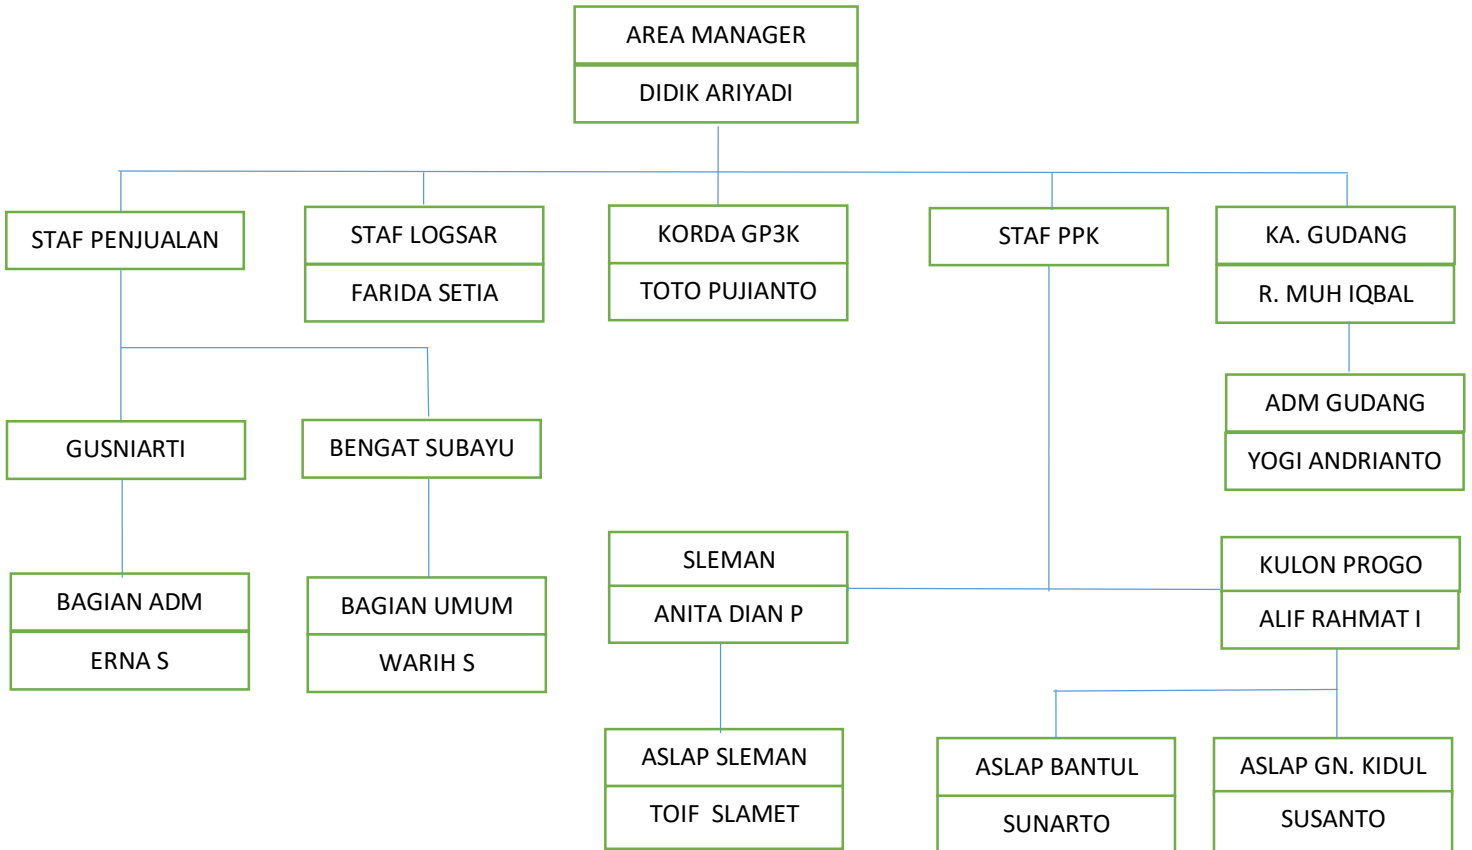 AREA MANAGER
DIDIK ARIYADI
STAF PENJUALAN
STAF LOGSAR
FARIDA SETIA
KORDA GP3K
TOTO PUJIANTO
STAF PPK
KA. GUDANG
R. MUH IQBAL
ADM GUDANG
YOGI ANDRIANTO
GUSNIARTI
BENGAT SUBAYU
BAGIAN ADM
ERNA S
BAGIAN UMUM
WARIH S
SLEMAN
ANITA DIAN P
KULON PROGO
ALIF RAHMAT I
ASLAP SLEMAN
TOIF  SLAMET
ASLAP BANTUL
SUNARTO
ASLAP GN. KIDUL
SUSANTO